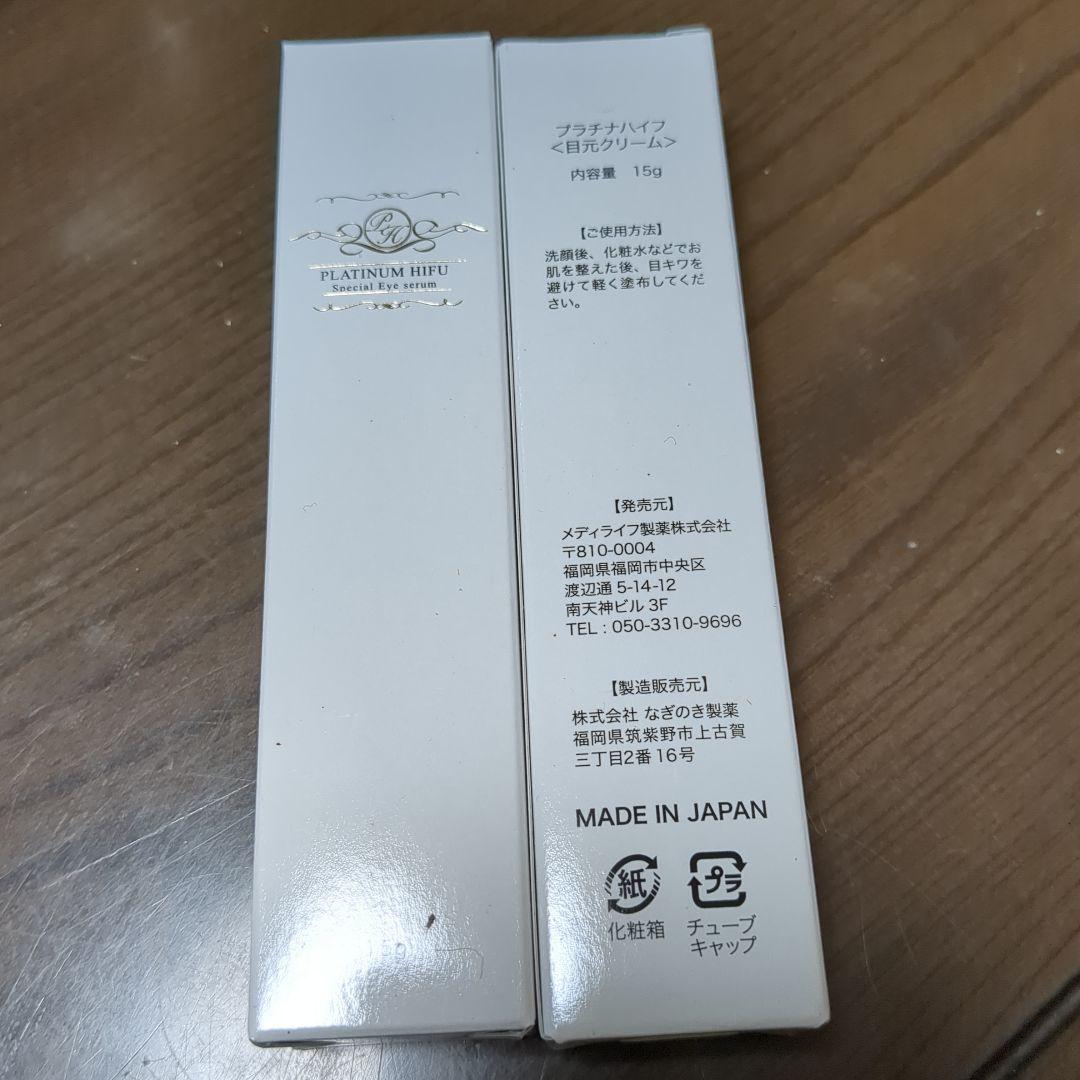 PH
PLATINUM HIFU
Special Eye serum
15g
プラチナハイフ
<目元クリーム>
内容量 15g
【ご使用方法】
洗顔後、化粧水などでお
肌を整えた後、目キワを
避けて軽く塗布してくだ
さい。
【発売元】
メディライフ製薬株式会社
〒810-0004
福岡県福岡市中央区
渡辺通 5-14-12
南天神ビル 3F
TEL : 050-3310-9696
【製造販売元】
株式会社 なぎのき製薬
福岡県筑紫野市上古賀
三丁目2番 16号
MADE IN JAPAN
紙 プラ
化粧箱 チューブ
キャップ